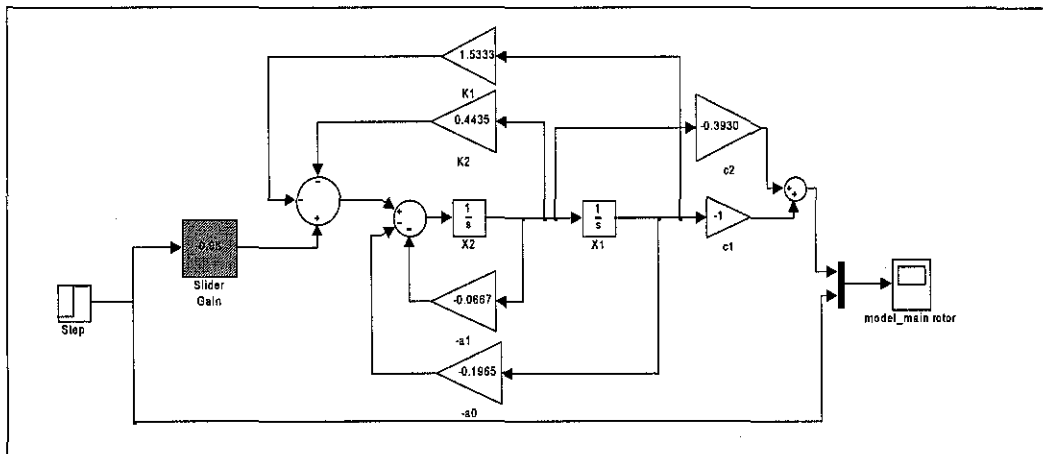 1.5333
K1
0.4435
K2
-0.3930
c2
1
s
X2
1
s
X1
-1
c1
Slider
Gain
Step
-0.0667
-a1
-0.1965
-a0
model_main rotor